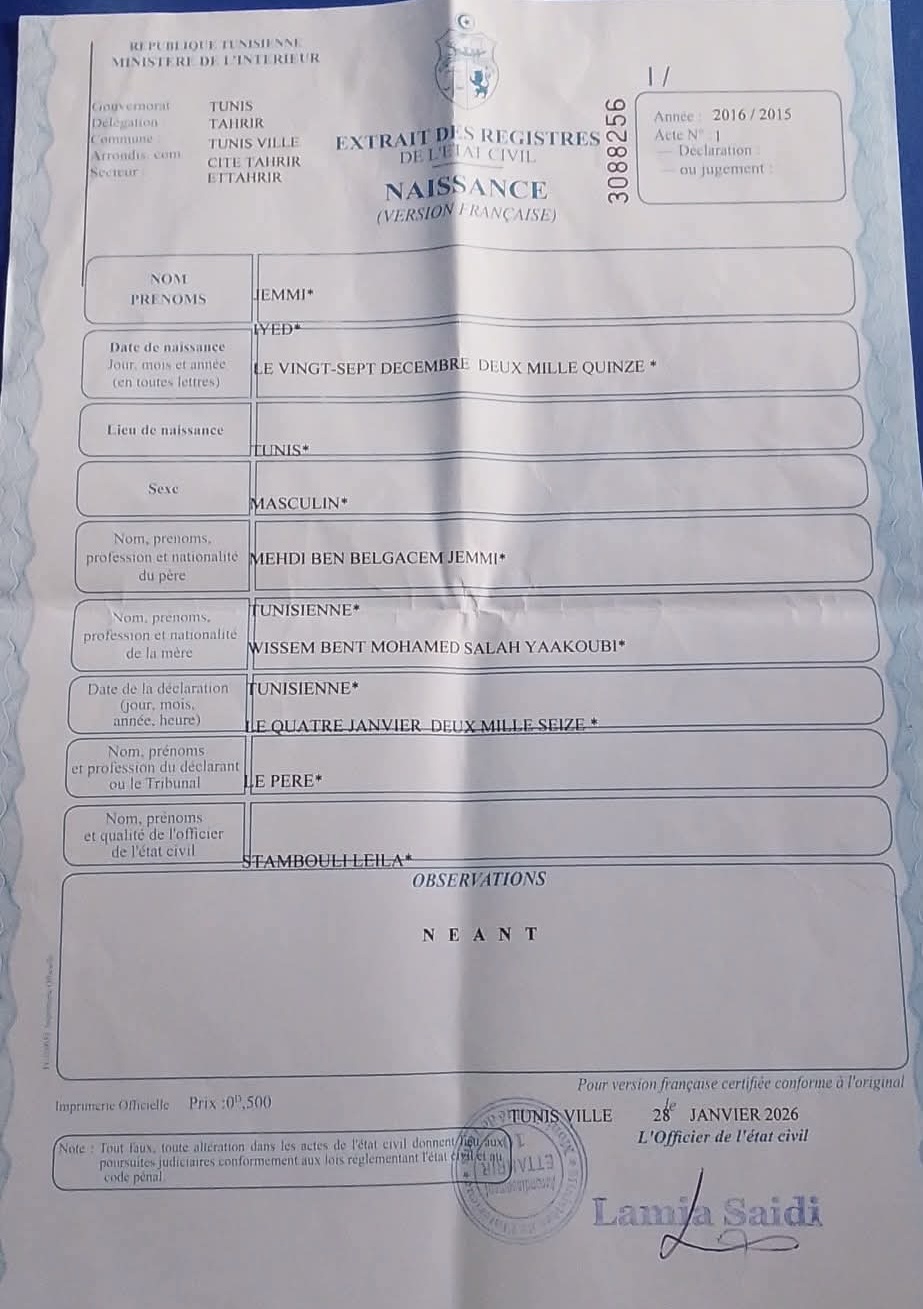 REPUBLIQUE TUNISIENNE
MINISTERE DE L'INTERIEUR
Gouvernorat TUNIS
Délégation TAHRIR
Commune : TUNIS VILLE
Arrondis. com CITE TAHRIR
Secteur : ETTAHRIR
EXTRAIT DES REGISTRES
DE L'ETAT CIVIL
NAISSANCE
(VERSION FRANÇAISE)
3088256
1/
Année : 2016 / 2015
Acte N° : 1
— Déclaration :
— ou jugement :
NOM
PRENOMS
JEMMI*
IYED*
Date de naissance
Jour, mois et année
(en toutes lettres)
LE VINGT-SEPT DECEMBRE DEUX MILLE QUINZE *
Lieu de naissance
TUNIS*
Sexe
MASCULIN*
Nom, prenoms,
profession et nationalité
du père
MEHDI BEN BELGACEM JEMMI*
TUNISIENNE*
Nom, prénoms,
profession et nationalité
de la mère
WISSEM BENT MOHAMED SALAH YAAKOUBI*
TUNISIENNE*
Date de la déclaration
(jour, mois,
année, heure)
LE QUATRE JANVIER DEUX MILLE SEIZE *
Nom, prénoms
et profession du déclarant
ou le Tribunal
LE PERE*
Nom, prénoms
et qualité de l'officier
de l'état civil
STAMBOULI LEILA*
OBSERVATIONS
N E A N T
Imprimerie Officielle
Pour version française certifiée conforme à l'original
Imprimerie Officielle Prix :0ᴰ,500
TUNIS VILLE 28 le JANVIER 2026
L'Officier de l'état civil
Note : Tout faux, toute altération dans les actes de l'état civil donnent lieu aux
poursuites judiciaires conformement aux lois réglementant l'état civil et au
code pénal.
ETTAHRIR
Arrondissement
Lamia Saidi